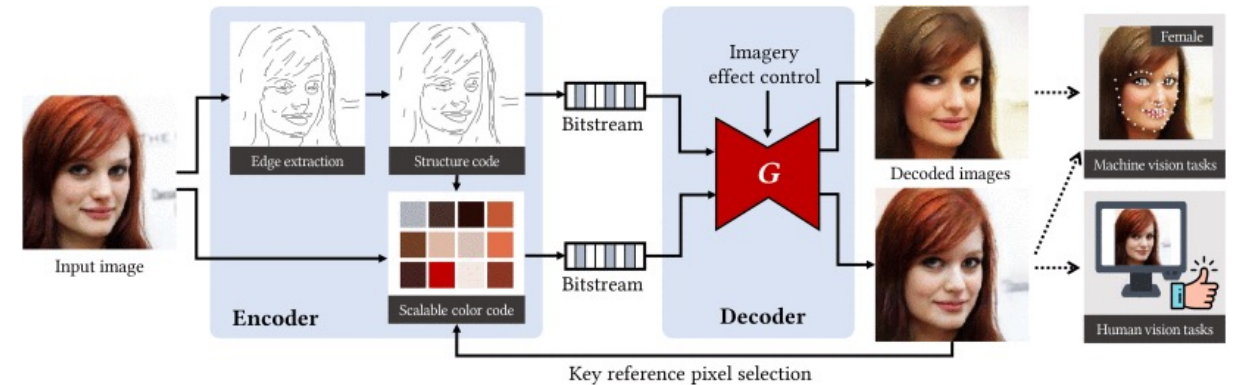 Input image
Edge extraction
Structure code
Scalable color code
Encoder
Bitstream
Bitstream
Imagery
effect control
G
Decoder
Decoded images
Female
Machine vision tasks
Human vision tasks
Key reference pixel selection